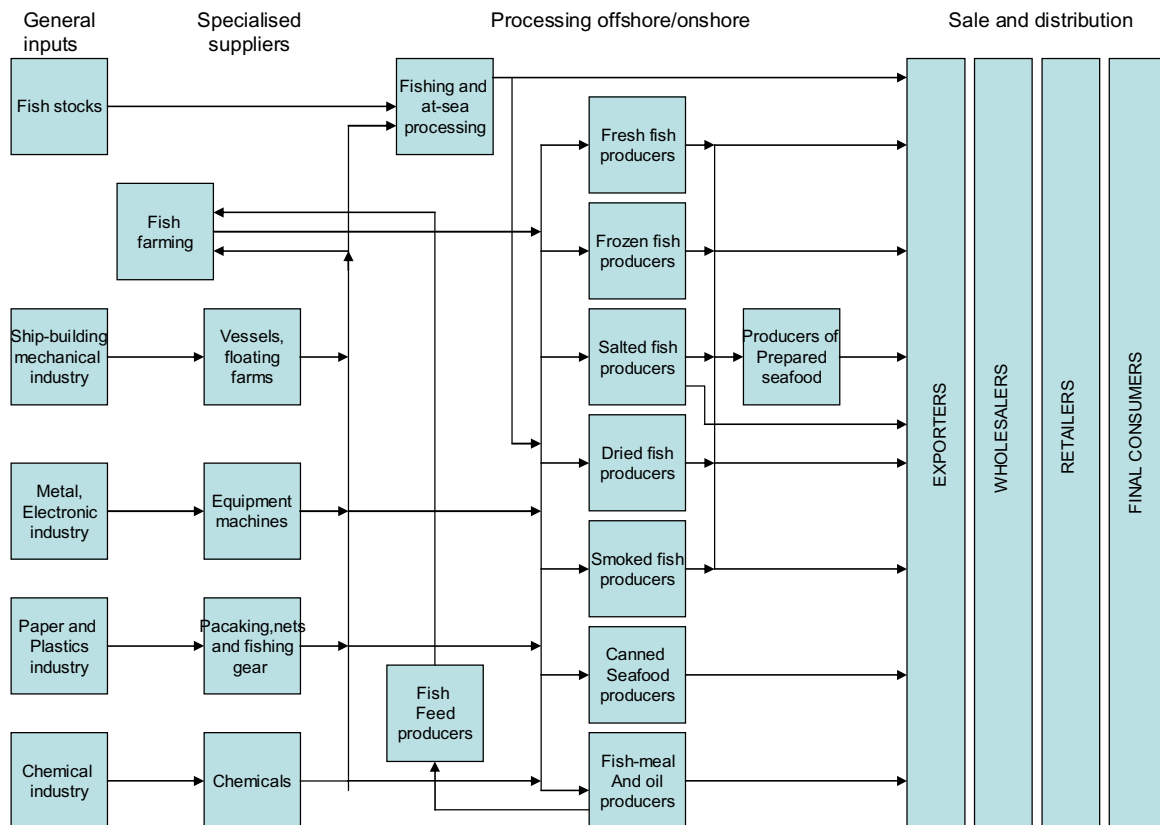 General
inputs
Specialised
suppliers
Processing offshore/onshore
Sale and distribution
Fish stocks
Fishing and
at-sea
processing
Fresh fish
producers
Fish
farming
Frozen fish
producers
Ship-building
mechanical
industry
Vessels,
floating
farms
Salted fish
producers
Producers of
Prepared
seafood
Dried fish
producers
Metal,
Electronic
industry
Equipment
machines
Smoked fish
producers
Paper and
Plastics
industry
Pacaking,nets
and fishing
gear
Canned
Seafood
producers
Fish
Feed
producers
Chemical
industry
Chemicals
Fish-meal
And oil
producers
EXPORTERS
WHOLESALERS
RETAILERS
FINAL CONSUMERS